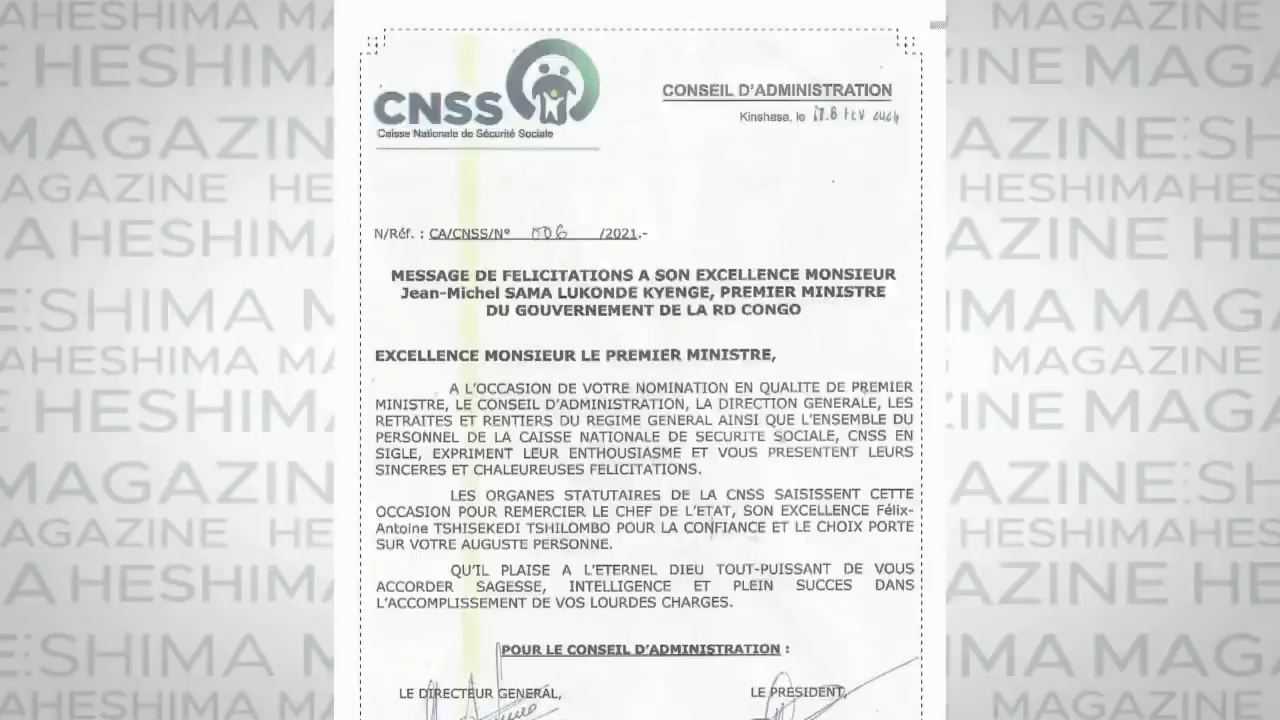 CNSS
Caisse Nationale de Sécurité Sociale
CONSEIL D'ADMINISTRATION
Kinshasa, le
N/Réf. : CA/CNSS/N° 006 /2021.-
MESSAGE DE FELICITATIONS A SON EXCELLENCE MONSIEUR
Jean-Michel SAMA LUKONDE KYENGE, PREMIER MINISTRE
DU GOUVERNEMENT DE LA RD CONGO
EXCELLENCE MONSIEUR LE PREMIER MINISTRE,
A L'OCCASION DE VOTRE NOMINATION EN QUALITE DE PREMIER
MINISTRE, LE CONSEIL D'ADMINISTRATION, LA DIRECTION GENERALE, LES
RETRAITES ET RENTIERS DU REGIME GENERAL AINSI QUE L'ENSEMBLE DU
PERSONNEL DE LA CAISSE NATIONALE DE SECURITE SOCIALE, CNSS EN
SIGLE, EXPRIMENT LEUR ENTHOUSIASME ET VOUS PRESENTENT LEURS
SINCERES ET CHALEUREUSES FELICITATIONS.
LES ORGANES STATUTAIRES DE LA CNSS SAISISSENT CETTE
OCCASION POUR REMERCIER LE CHEF DE L'ETAT, SON EXCELLENCE Félix-
Antoine TSHISEKEDI TSHILOMBO POUR LA CONFIANCE ET LE CHOIX PORTE
SUR VOTRE AUGUSTE PERSONNE.
QU'IL PLAISE A L'ETERNEL DIEU TOUT-PUISSANT DE VOUS
ACCORDER SAGESSE, INTELLIGENCE ET PLEIN SUCCES DANS
L'ACCOMPLISSEMENT DE VOS LOURDES CHARGES.
POUR LE CONSEIL D'ADMINISTRATION :
LE DIRECTEUR GENERAL,
LE PRESIDENT,
HESHIMA MAGAZINE